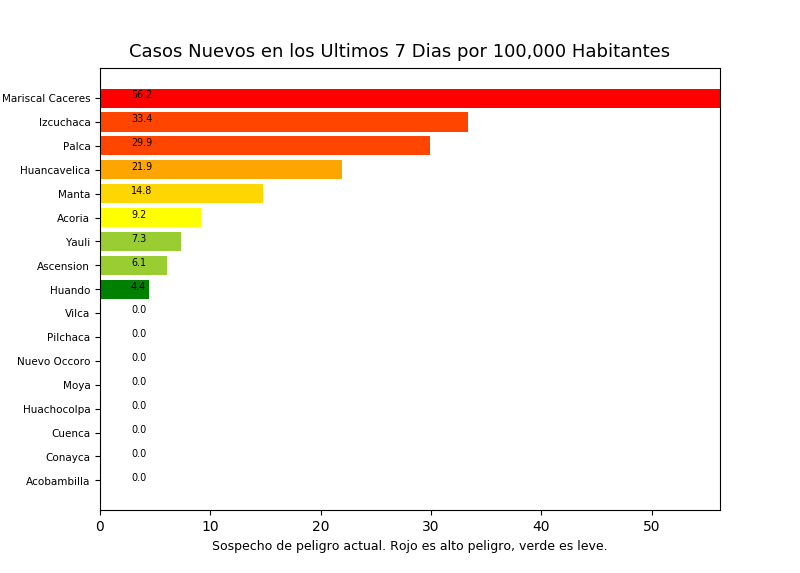 Casos Nuevos en los Ultimos 7 Dias por 100,000 Habitantes
Mariscal Caceres 56.2
Izcuchaca 33.4
Palca 29.9
Huancavelica 21.9
Manta 14.8
Acoria 9.2
Yauli 7.3
Ascension 6.1
Huando 4.4
Vilca 0.0
Pilchaca 0.0
Nuevo Occoro 0.0
Moya 0.0
Huachocolpa 0.0
Cuenca 0.0
Conayca 0.0
Acobambilla 0.0
0 10 20 30 40 50
Sospecho de peligro actual. Rojo es alto peligro, verde es leve.